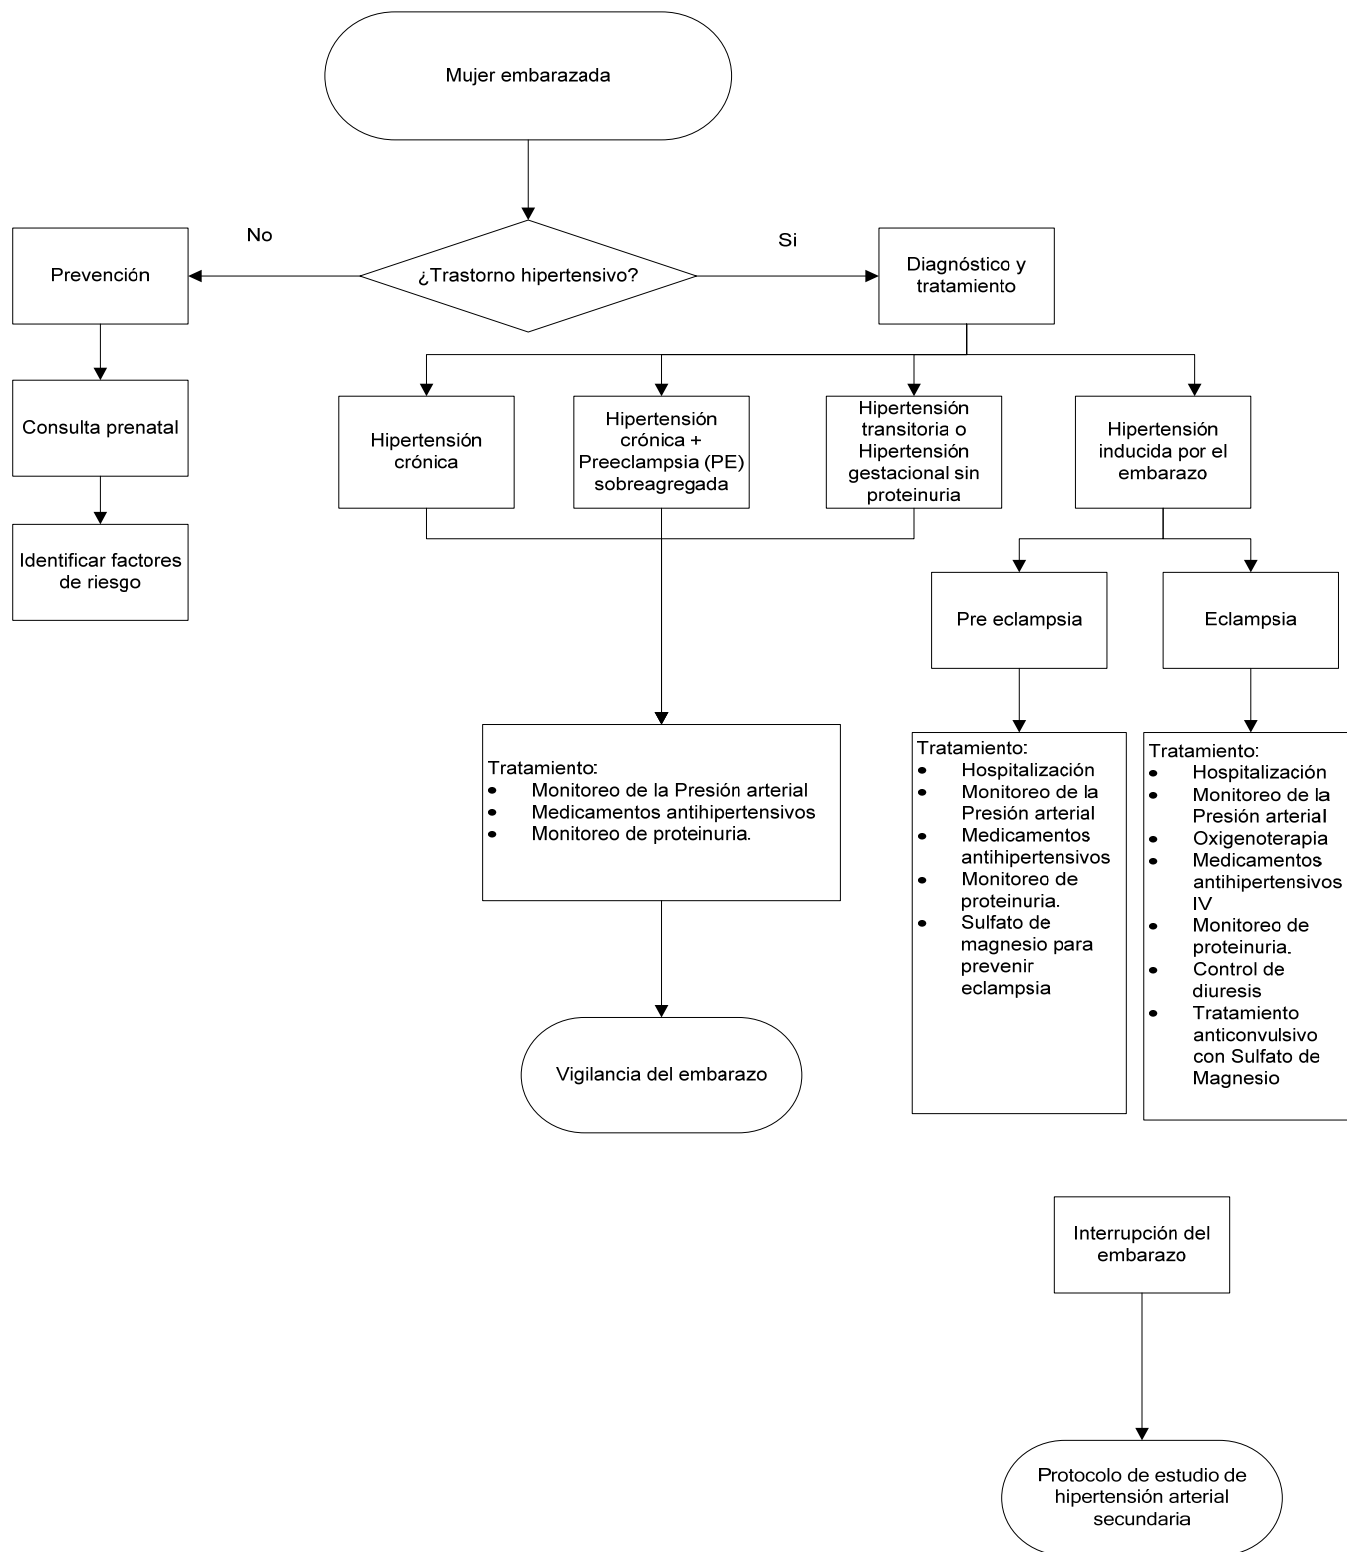 Mujer embarazada
No
Si
Prevención
¿Trastorno hipertensivo?
Diagnóstico y
tratamiento
Consulta prenatal
Identificar factores
de riesgo
Hipertensión
crónica
Hipertensión
crónica +
Preeclampsia (PE)
sobreagregada
Hipertensión
transitoria o
Hipertensión
gestacional sin
proteinuria
Hipertensión
inducida por el
embarazo
Pre eclampsia
Eclampsia
Tratamiento:
• Monitoreo de la Presión arterial
• Medicamentos antihipertensivos
• Monitoreo de proteinuria.
Tratamiento:
• Hospitalización
• Monitoreo de la
Presión arterial
• Medicamentos
antihipertensivos
• Monitoreo de
proteinuria.
• Sulfato de
magnesio para
prevenir
eclampsia
Tratamiento:
• Hospitalización
• Monitoreo de la
Presión arterial
• Oxigenoterapia
• Medicamentos
antihipertensivos
IV
• Monitoreo de
proteinuria.
• Control de
diuresis
• Tratamiento
anticonvulsivo
con Sulfato de
Magnesio
Vigilancia del embarazo
Interrupción del
embarazo
Protocolo de estudio de
hipertensión arterial
secundaria